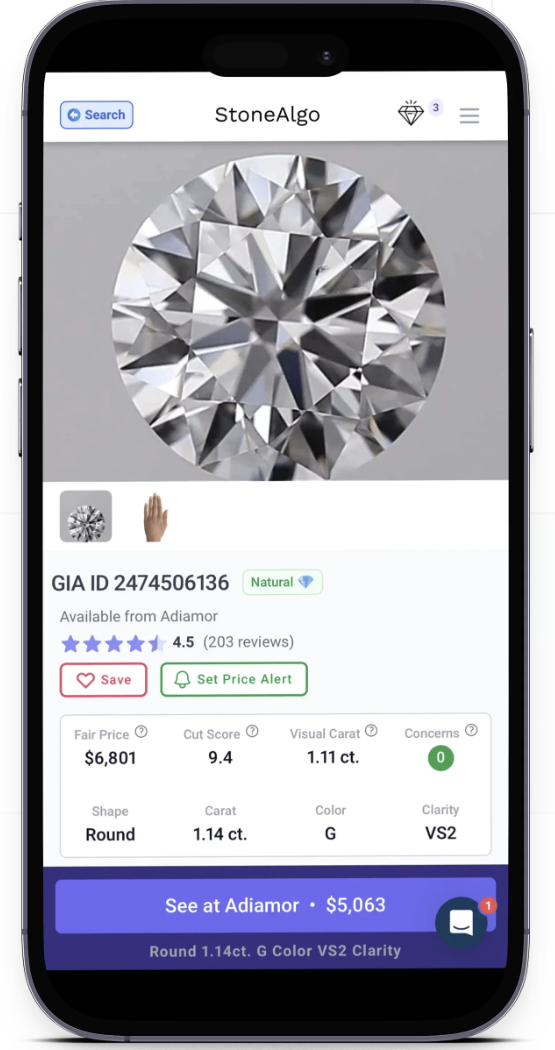 Search StoneAlgo 3
GIA ID 2474506136 Natural
Available from Adiamor
4.5 (203 reviews)
Save Set Price Alert
Fair Price ? Cut Score ? Visual Carat ? Concerns ?
$6,801 9.4 1.11 ct. 0
Shape Carat Color Clarity
Round 1.14 ct. G VS2
See at Adiamor • $5,063
1
Round 1.14ct. G Color VS2 Clarity